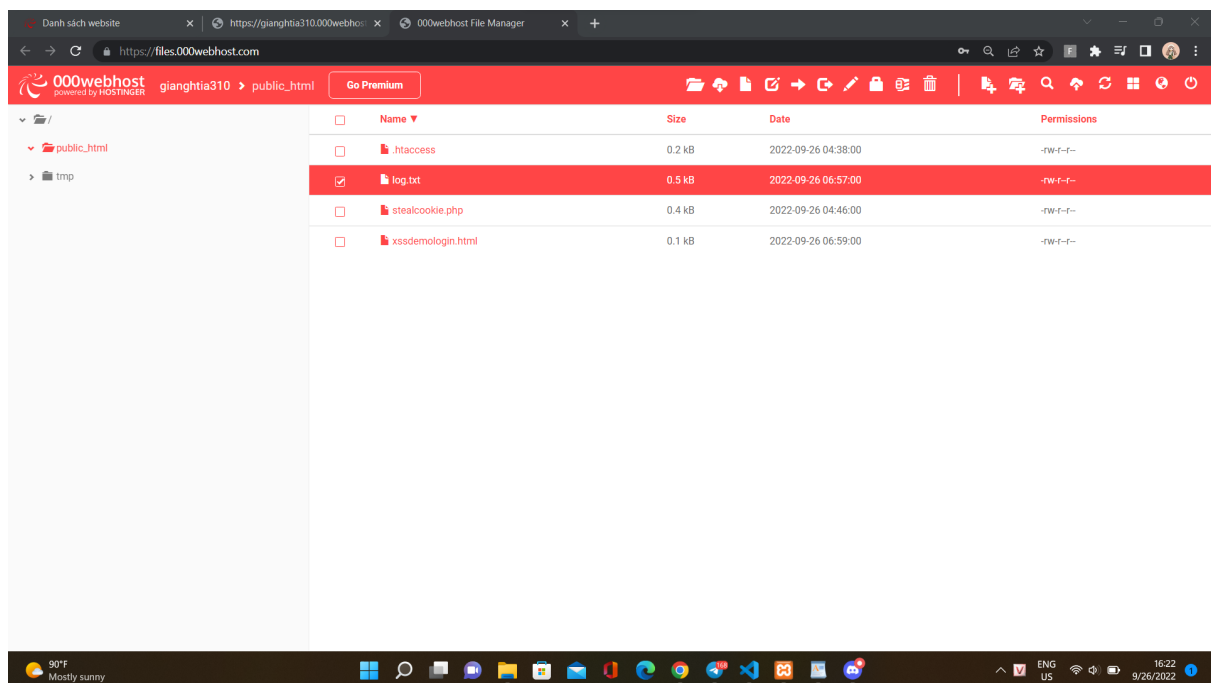 Danh sách website
https://gianghtia310.000webhost
000webhost File Manager
https://files.000webhost.com
000webhost
powered by HOSTINGER
gianghtia310 > public_html
Go Premium
/
public_html
tmp
Name ▼ Size Date Permissions
.htaccess 0.2 kB 2022-09-26 04:38:00 -rw-r--r--
log.txt 0.5 kB 2022-09-26 06:57:00 -rw-r--r--
stealcookie.php 0.4 kB 2022-09-26 04:46:00 -rw-r--r--
xssdemologin.html 0.1 kB 2022-09-26 06:59:00 -rw-r--r--
90°F
Mostly sunny
168
V
ENG
US
16:22
9/26/2022
1